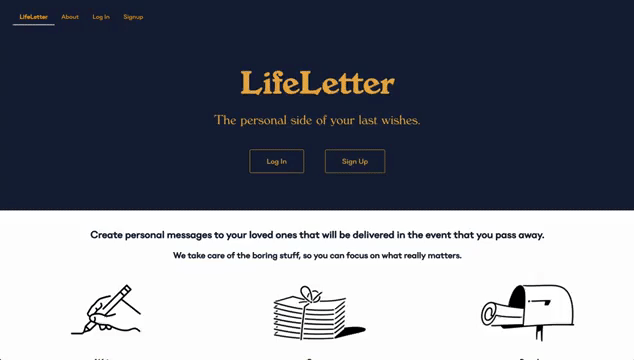 LifeLetter About Log In Signup
LifeLetter
The personal side of your last wishes.
Log In Sign Up
Create personal messages to your loved ones that will be delivered in the event that you pass away.
We take care of the boring stuff, so you can focus on what really matters.